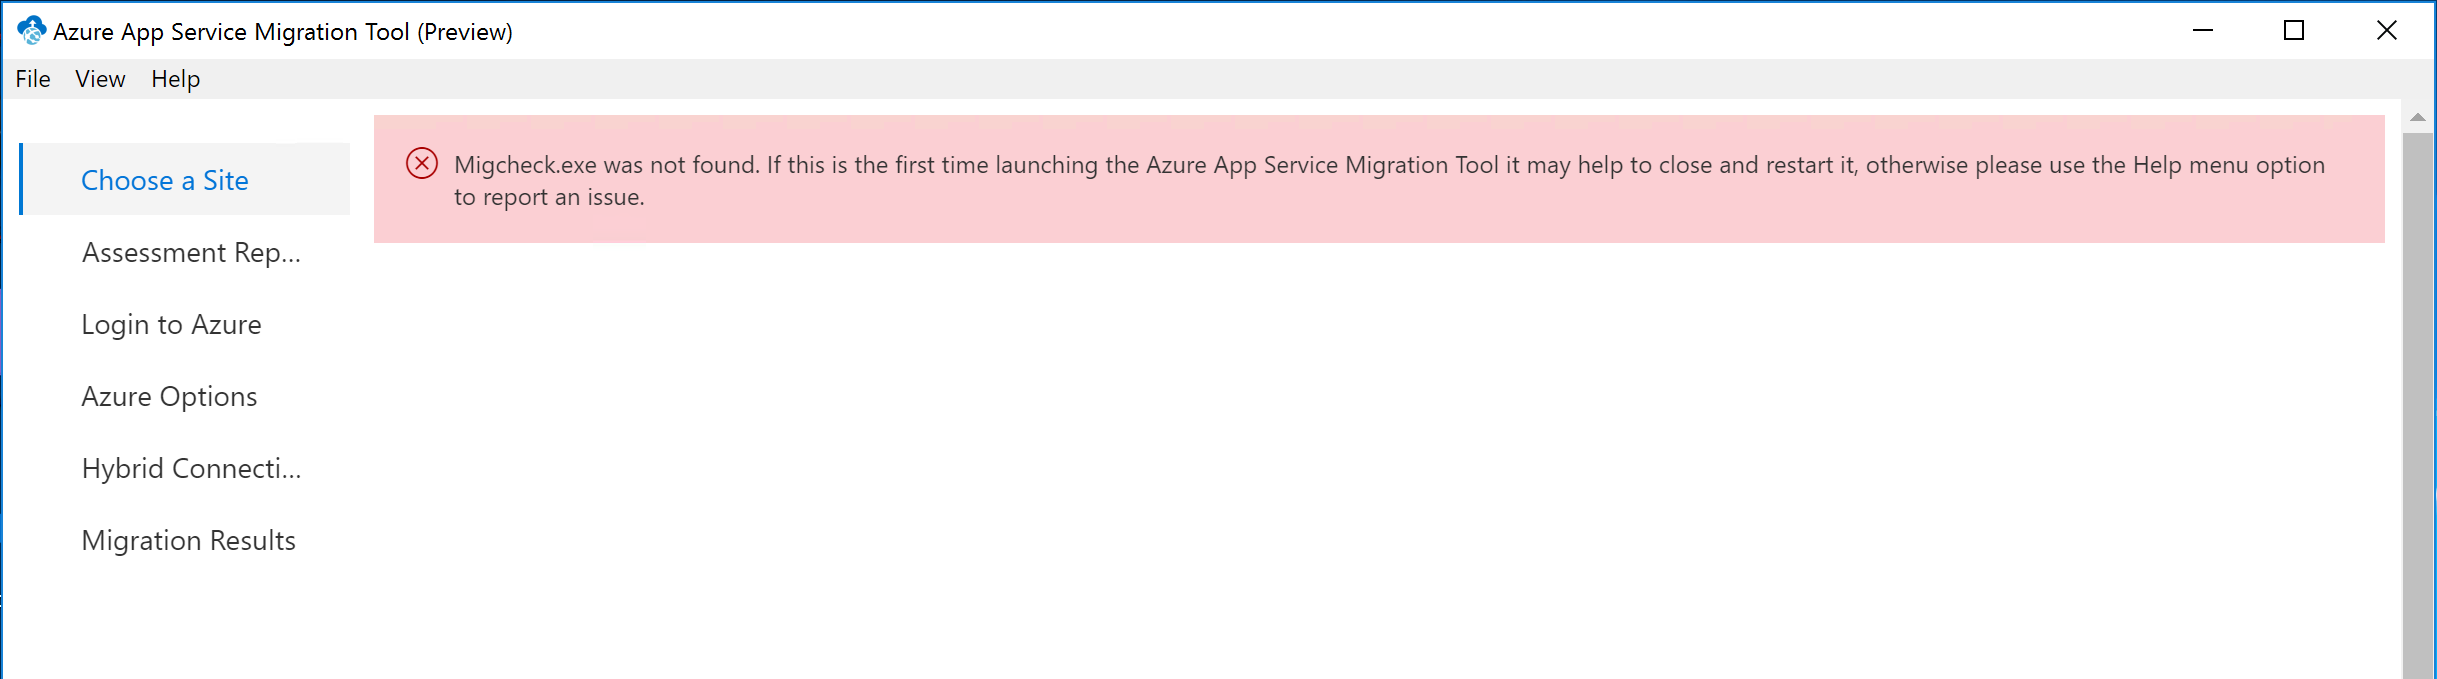 Azure App Service Migration Tool (Preview)
File View Help
Choose a Site
Assessment Rep...
Login to Azure
Azure Options
Hybrid Connecti...
Migration Results
Migcheck.exe was not found. If this is the first time launching the Azure App Service Migration Tool it may help to close and restart it, otherwise please use the Help menu option
to report an issue.